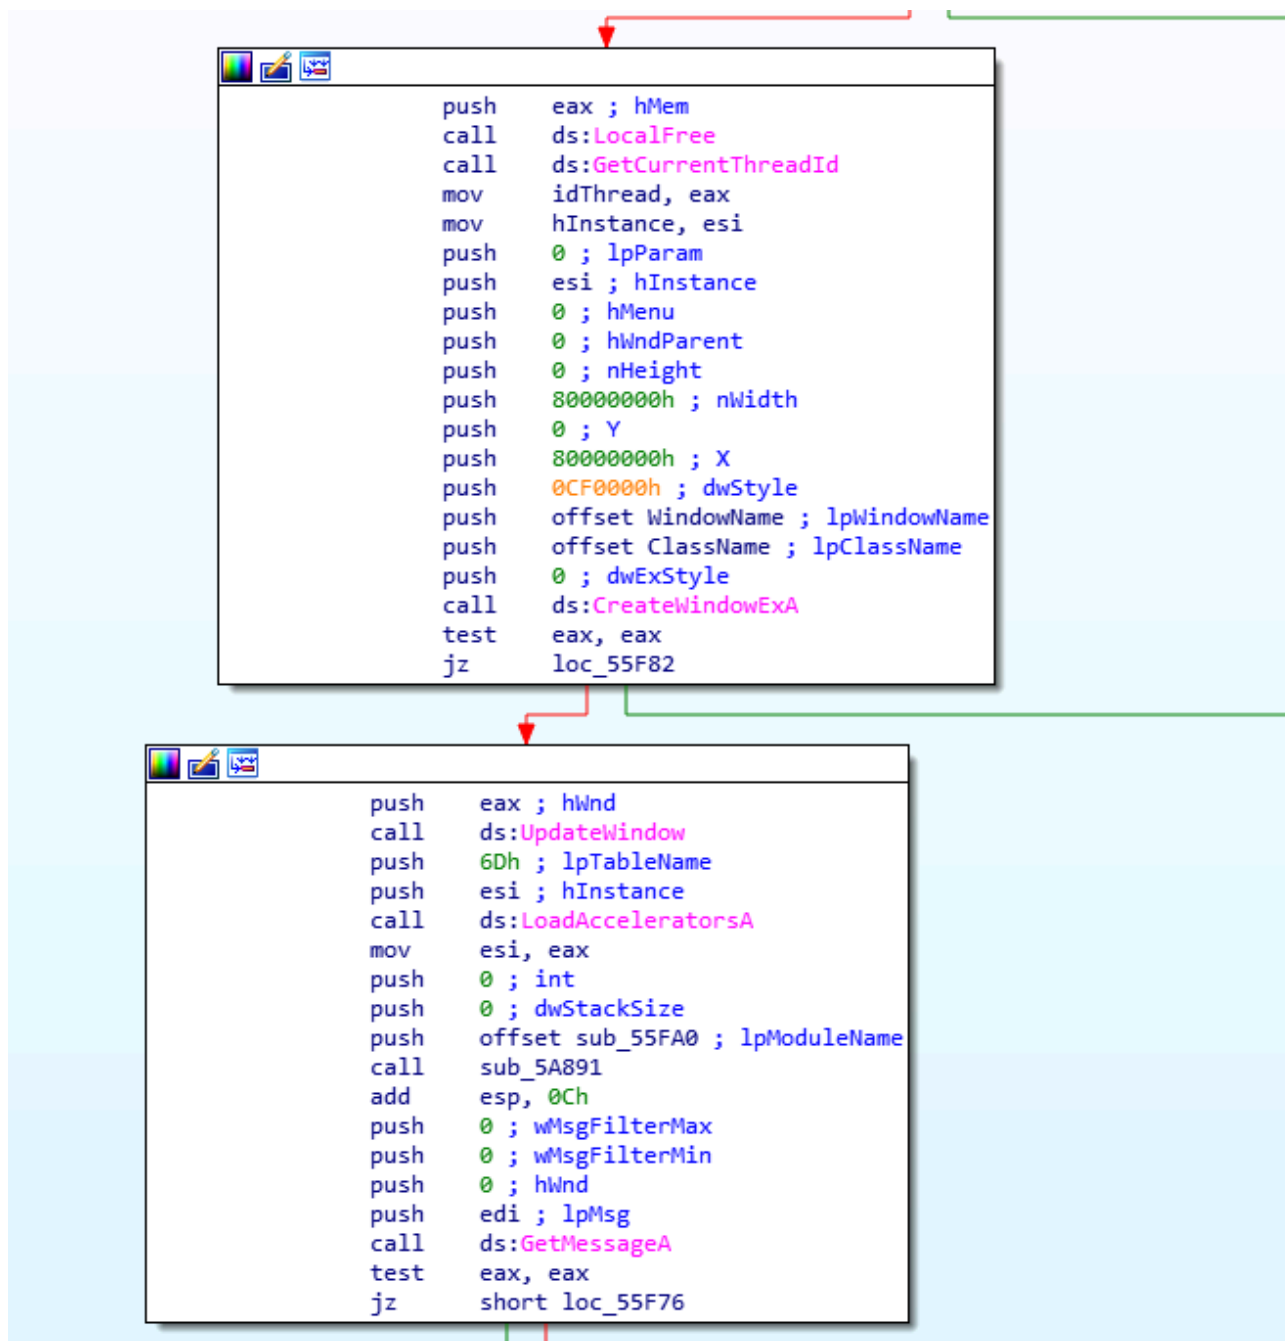 push eax ; hMem
call ds:LocalFree
call ds:GetCurrentThreadId
mov idThread, eax
mov hInstance, esi
push 0 ; lpParam
push esi ; hInstance
push 0 ; hMenu
push 0 ; hWndParent
push 0 ; nHeight
push 80000000h ; nWidth
push 0 ; Y
push 80000000h ; X
push 0CF0000h ; dwStyle
push offset WindowName ; lpWindowName
push offset ClassName ; lpClassName
push 0 ; dwExStyle
call ds:CreateWindowExA
test eax, eax
jz loc_55F82
push eax ; hWnd
call ds:UpdateWindow
push 6Dh ; lpTableName
push esi ; hInstance
call ds:LoadAcceleratorsA
mov esi, eax
push 0 ; int
push 0 ; dwStackSize
push offset sub_55FA0 ; lpModuleName
call sub_5A891
add esp, 0Ch
push 0 ; wMsgFilterMax
push 0 ; wMsgFilterMin
push 0 ; hWnd
push edi ; lpMsg
call ds:GetMessageA
test eax, eax
jz short loc_55F76